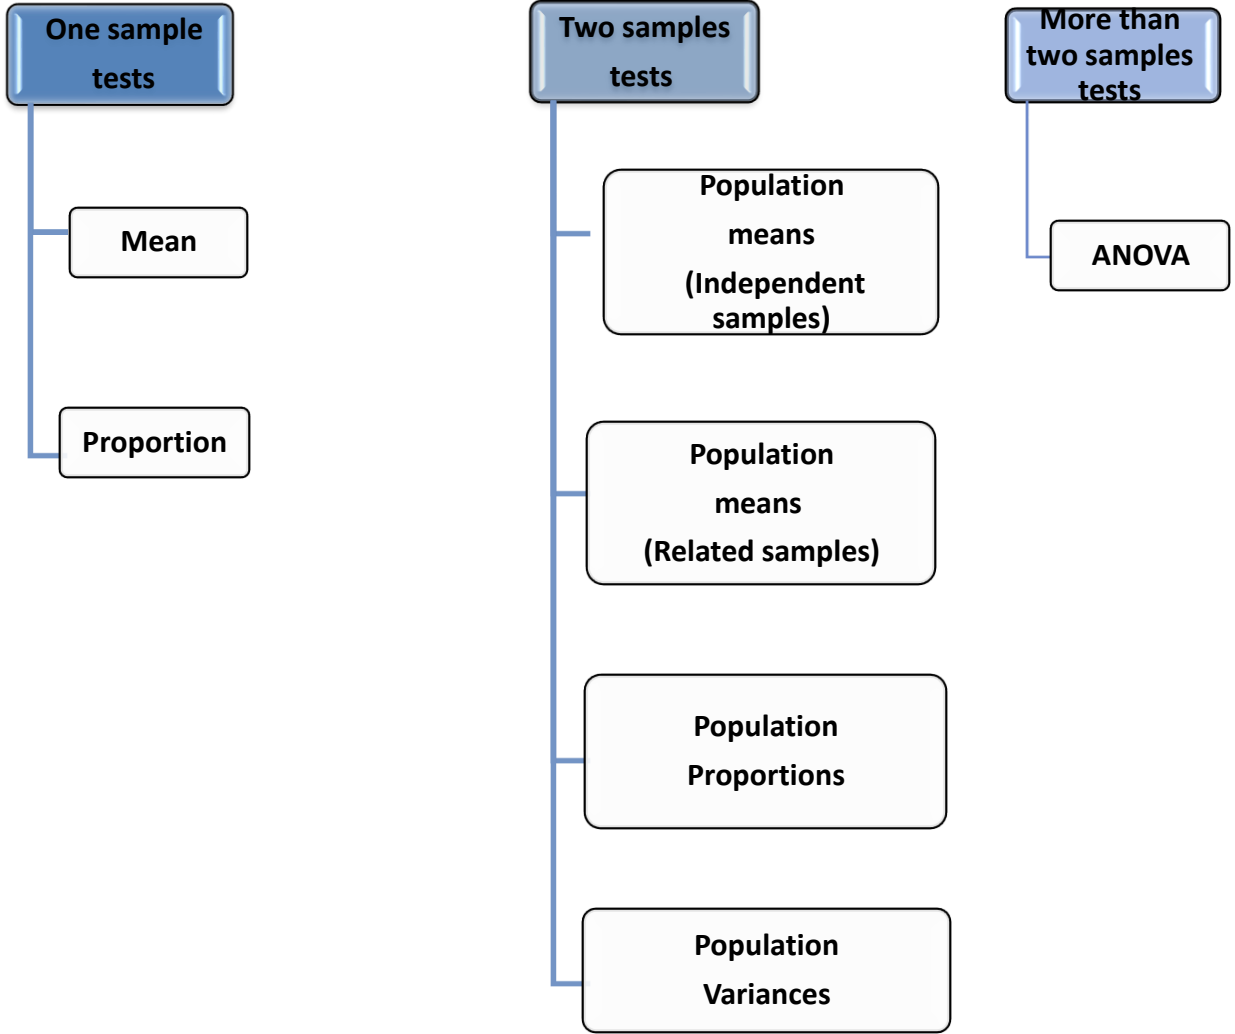 One sample
tests
Mean
Proportion
Two samples
tests
Population
means
(Independent
samples)
Population
means
(Related samples)
Population
Proportions
Population
Variances
More than
two samples
tests
ANOVA